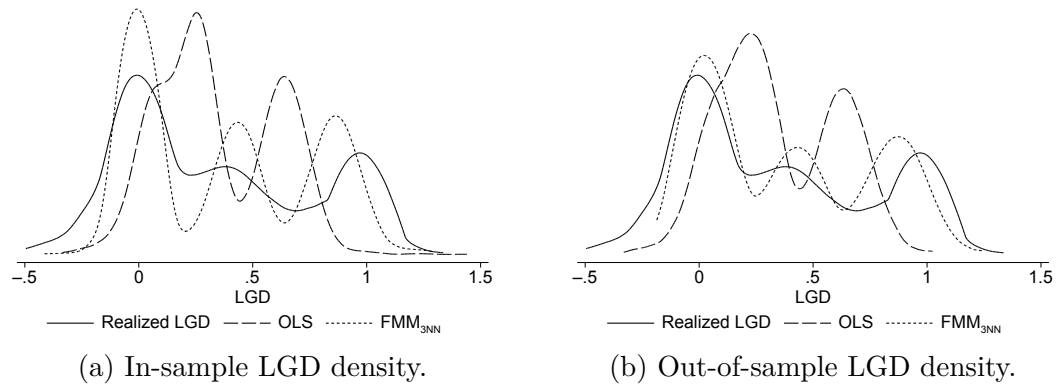 −.5 0 .5 1 1.5
LGD
Realized LGD OLS FMM₃NN
(a) In-sample LGD density.
−.5 0 .5 1 1.5
LGD
Realized LGD OLS FMM₃NN
(b) Out-of-sample LGD density.